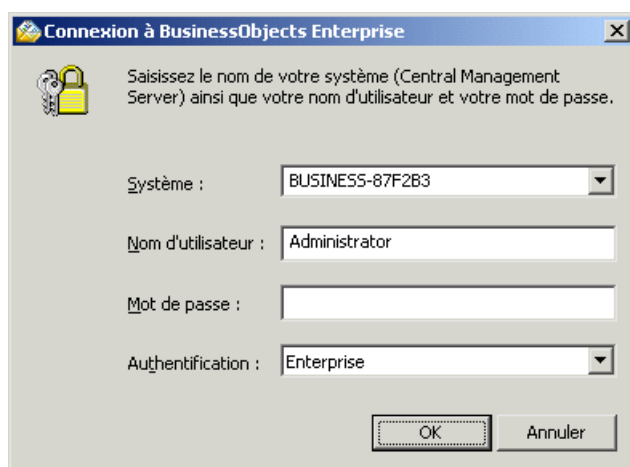 Connexion à BusinessObjects Enterprise
Saisissez le nom de votre système (Central Management
Server) ainsi que votre nom d'utilisateur et votre mot de passe.
Système : BUSINESS-87F2B3
Nom d'utilisateur : Administrator
Mot de passe :
Authentification : Enterprise
OK Annuler